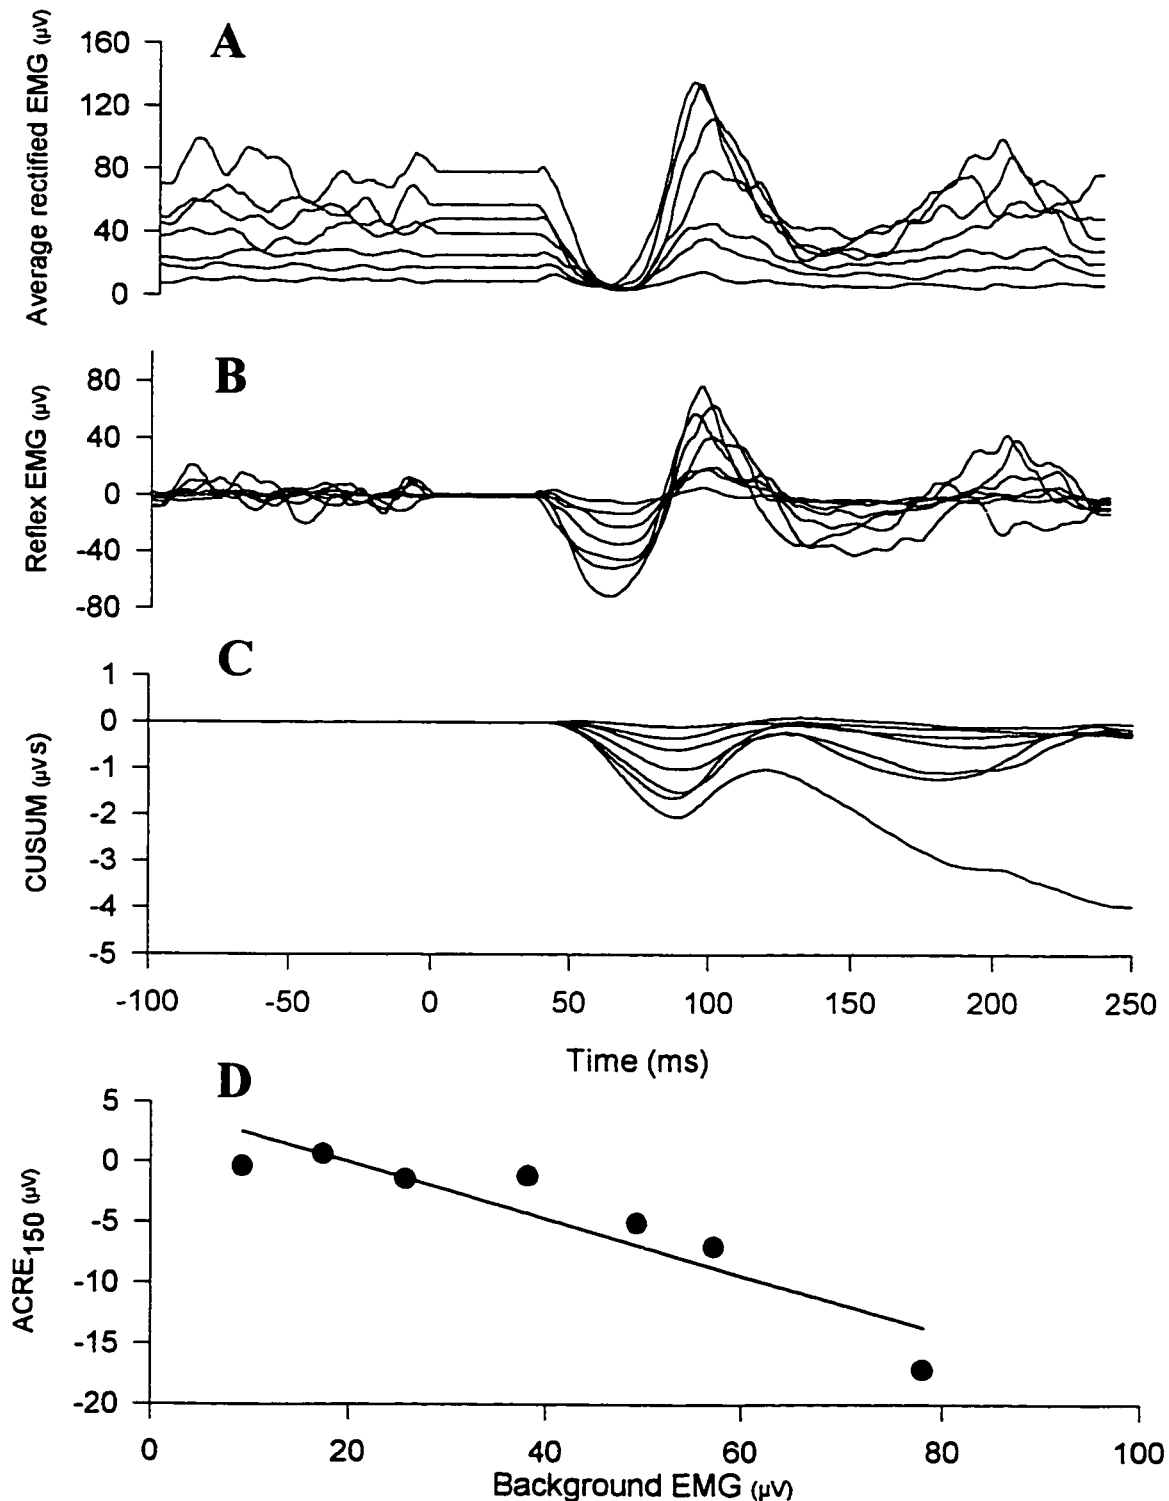 A
Average rectified EMG (µV)
160
120
80
40
0
B
Reflex EMG (µV)
80
40
0
-40
-80
C
CUSUM (µVs)
1
0
-1
-2
-3
-4
-5
-100 -50 0 50 100 150 200 250
Time (ms)
D
ACRE150 (µV)
5
0
-5
-10
-15
-20
0 20 40 60 80 100
Background EMG (µV)